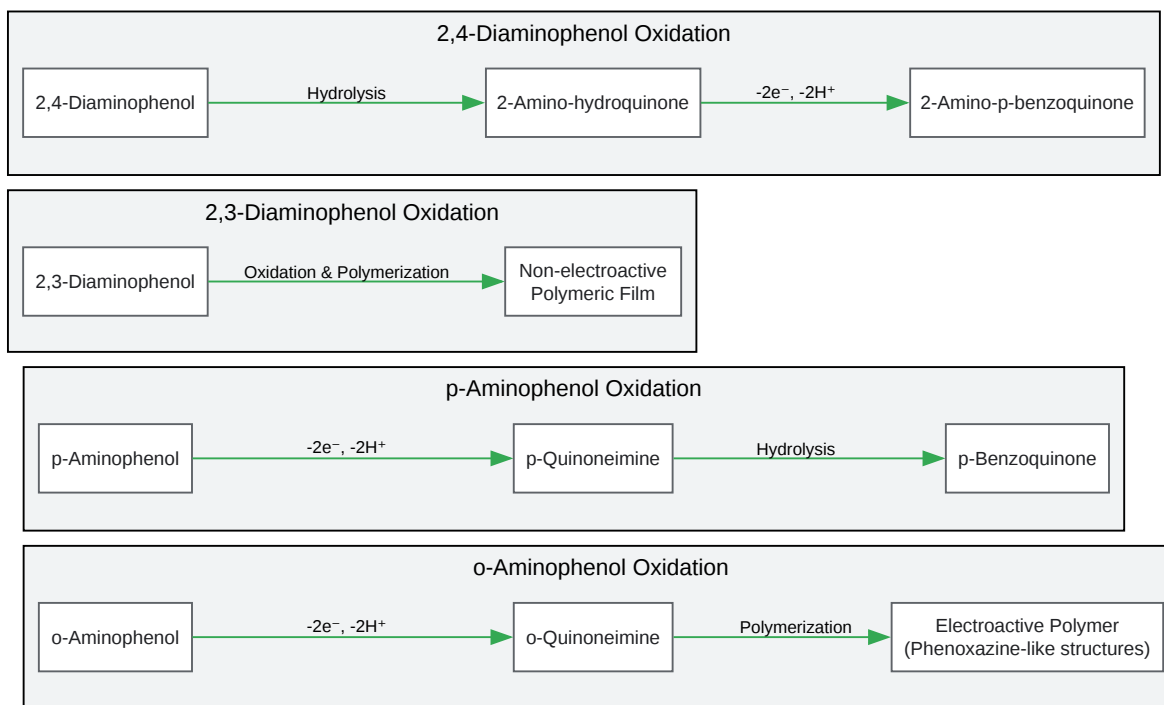 2,4-Diaminophenol Oxidation
2,4-Diaminophenol
Hydrolysis
2-Amino-hydroquinone
-2e⁻, -2H⁺
2-Amino-p-benzoquinone
2,3-Diaminophenol Oxidation
2,3-Diaminophenol
Oxidation & Polymerization
Non-electroactive
Polymeric Film
p-Aminophenol Oxidation
p-Aminophenol
-2e⁻, -2H⁺
p-Quinoneimine
Hydrolysis
p-Benzoquinone
o-Aminophenol Oxidation
o-Aminophenol
-2e⁻, -2H⁺
o-Quinoneimine
Polymerization
Electroactive Polymer
(Phenoxazine-like structures)